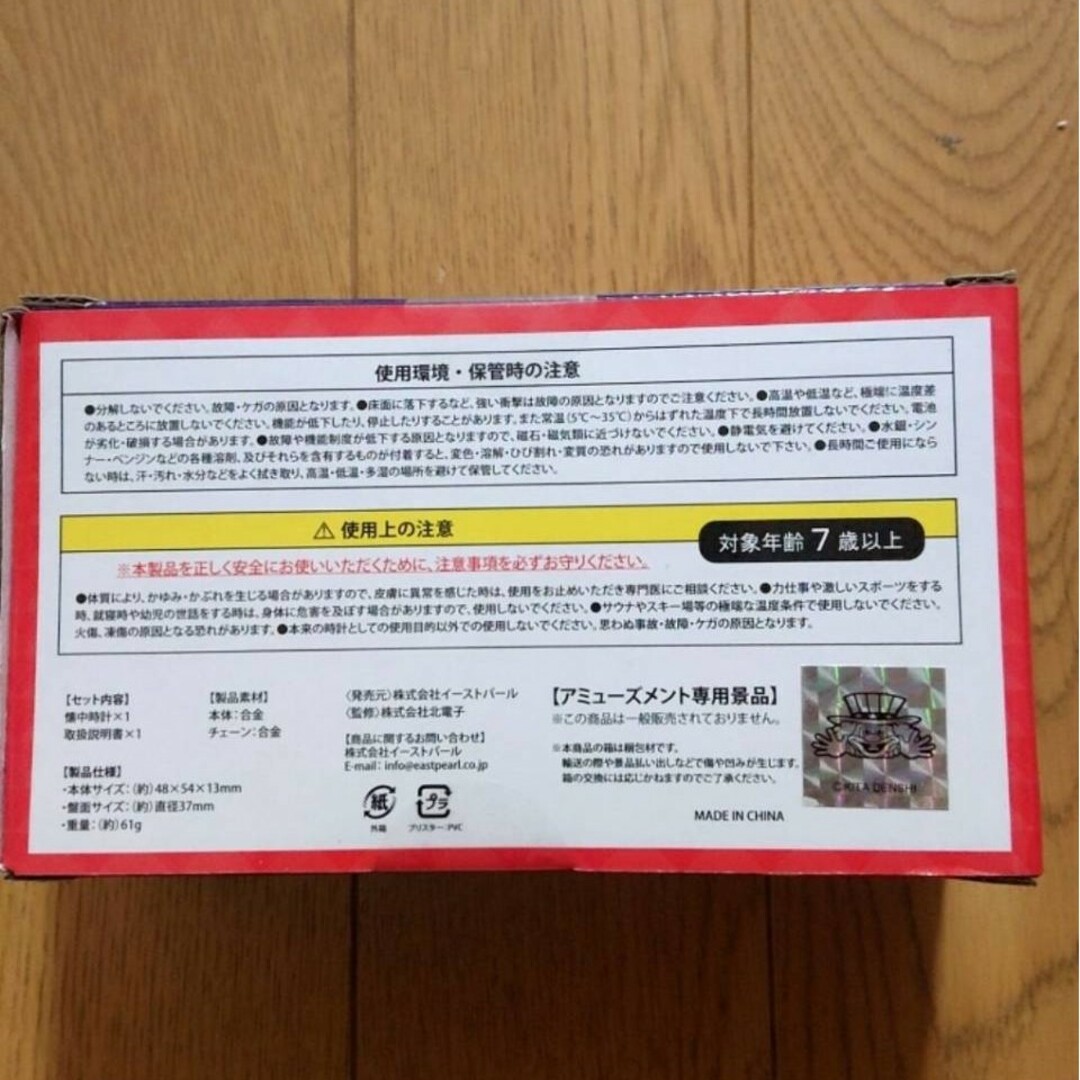 使用環境・保管時の注意
●分解しないでください。故障・ケガの原因となります。●床面に落下するなど、強い衝撃は故障の原因となりますのでご注意ください。●高温や低温など、極端に温度差
のあるところに放置しないでください。機能が低下したり、停止したりすることがあります。また常温(5℃〜35℃)からはずれた温度下で長時間放置しないでください。電池
が劣化・破損する場合があります。●故障や機能制度が低下する原因となりますので、磁石・磁気類に近づけないでください。●静電気を避けてください。●水銀・シン
ナー・ベンジンなどの各種溶剤、及びそれらを含有するものが付着すると、変色・溶解・ひび割れ・変質の恐れがありますので使用しないで下さい。●長時間ご使用になら
ない時は、汗・汚れ・水分などをよく拭き取り、高温・低温・多湿の場所を避けて保管してください。
⚠ 使用上の注意
対象年齢 7 歳以上
※本製品を正しく安全にお使いいただくために、注意事項を必ずお守りください。
●体質により、かゆみ・かぶれを生じる場合がありますので、皮膚に異常を感じた時は、使用をお止めいただき専門医にご相談ください。●力仕事や激しいスポーツをする
時、就寝時や幼児の世話をする時は、身体に危害を及ぼす場合がありますので、使用しないでください。●サウナやスキー場等の極端な温度条件で使用しないでください。
火傷、凍傷の原因となる恐れがあります。●本来の時計としての使用目的以外での使用しないでください。思わぬ事故・故障・ケガの原因となります。
【セット内容】
懐中時計×1
取扱説明書×1
【製品素材】
本体：合金
チェーン：合金
【製品仕様】
・本体サイズ：(約)48×54×13mm
・盤面サイズ：(約)直径37mm
・重量：(約)61g
〈発売元〉株式会社イーストパール
〈監修〉株式会社北電子
【商品に関するお問い合わせ】
株式会社イーストパール
E-mail： info@eastpearl.co.jp
紙
外箱
プラ
ブリスター：PVC
【アミューズメント専用景品】
※この商品は一般販売されておりません。
※本商品の箱は梱包材です。
輸送の際や景品払い出しなどで傷や凹みが生じます。
箱の交換には応じかねますのでご了承ください。
MADE IN CHINA
©KITA DENSHI